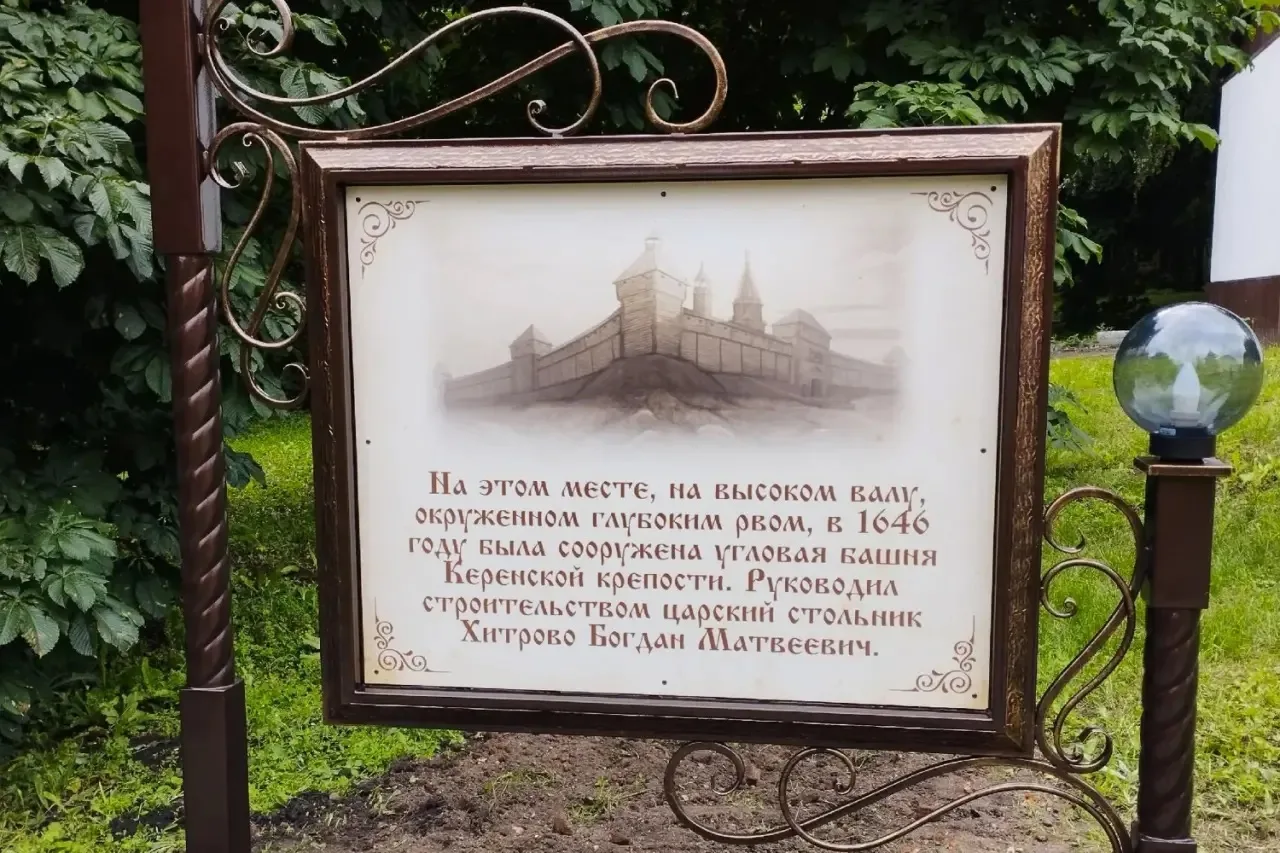 На этом месте, на высоком валу,
окруженном глубоким рвом, в 1646
году была сооружена угловая башня
Керенской крепости. Руководил
строительством царский стольник
Хитрово Богдан Матвеевич.